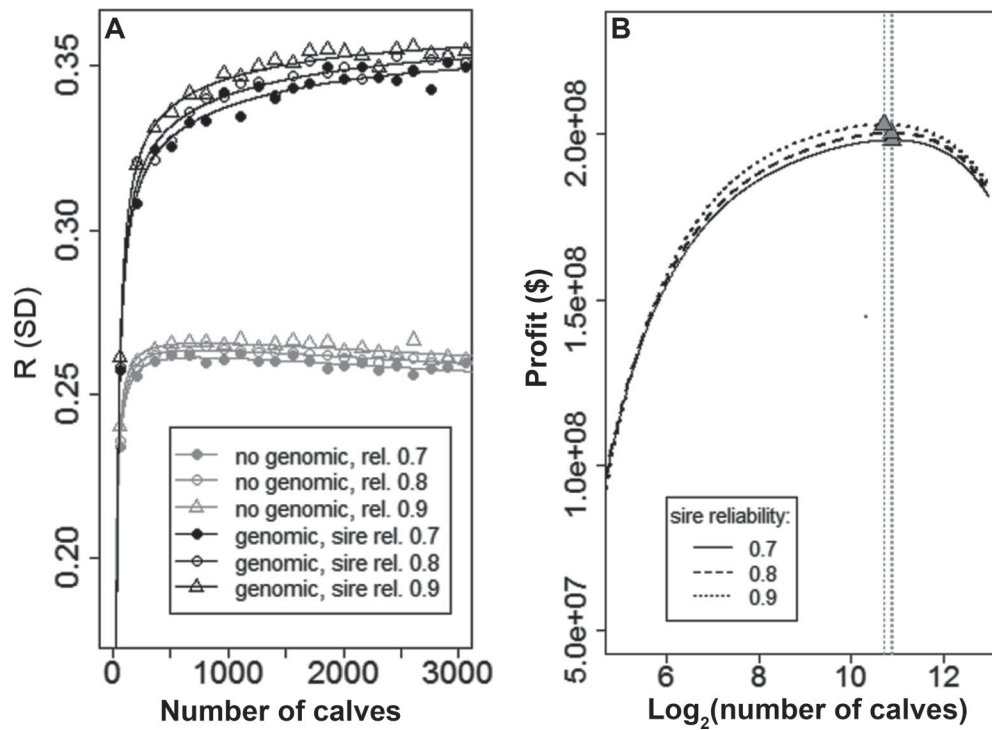 A
R (SD)
0.35
0.30
0.25
0.20
no genomic, rel. 0.7
no genomic, rel. 0.8
no genomic, rel. 0.9
genomic, sire rel. 0.7
genomic, sire rel. 0.8
genomic, sire rel. 0.9
0
1000
2000
3000
Number of calves
B
Profit ($)
2.0e+08
1.5e+08
1.0e+08
5.0e+07
sire reliability:
0.7
0.8
0.9
6
8
10
12
Log2(number of calves)